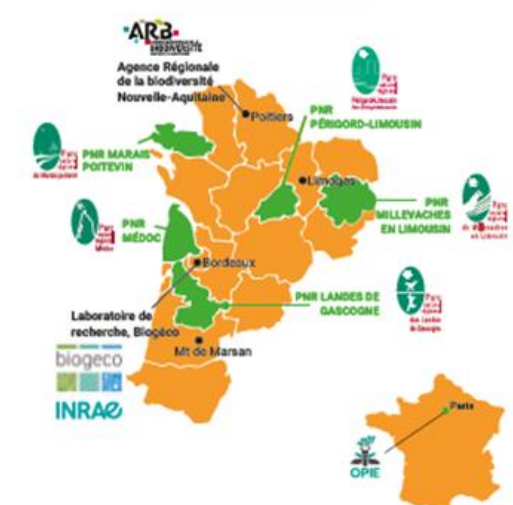 ARB
Agence Régionale
de la biodiversité
Nouvelle-Aquitaine
Poitiers
PNR
PÉRIGORD-LIMOUSIN
PNR MARAIS
POITEVIN
Limoges
PNR
MILLEVACHES
EN LIMOUSIN
PNR
MÉDOC
Bordeaux
PNR LANDES DE
GASCOGNE
Laboratoire de
recherche, Biogéco
Mt de Marsan
biogeco
INRAE
Paris
OPIE